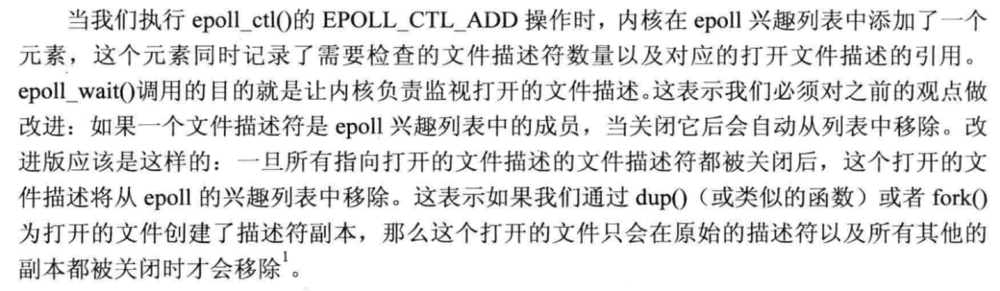 当我们执行 epoll_ctl()的 EPOLL_CTL_ADD 操作时，内核在 epoll 兴趣列表中添加了一个
元素，这个元素同时记录了需要检查的文件描述符数量以及对应的打开文件描述的引用。
epoll_wait()调用的目的就是让内核负责监视打开的文件描述。这表示我们必须对之前的观点做
改进：如果一个文件描述符是 epoll 兴趣列表中的成员，当关闭它后会自动从列表中移除。改
进版应该是这样的：一旦所有指向打开的文件描述的文件描述符都被关闭后，这个打开的文
件描述将从 epoll 的兴趣列表中移除。这表示如果我们通过 dup()（或类似的函数）或者 fork()
为打开的文件创建了描述符副本，那么这个打开的文件只会在原始的描述符以及所有其他的
副本都被关闭时才会移除1。